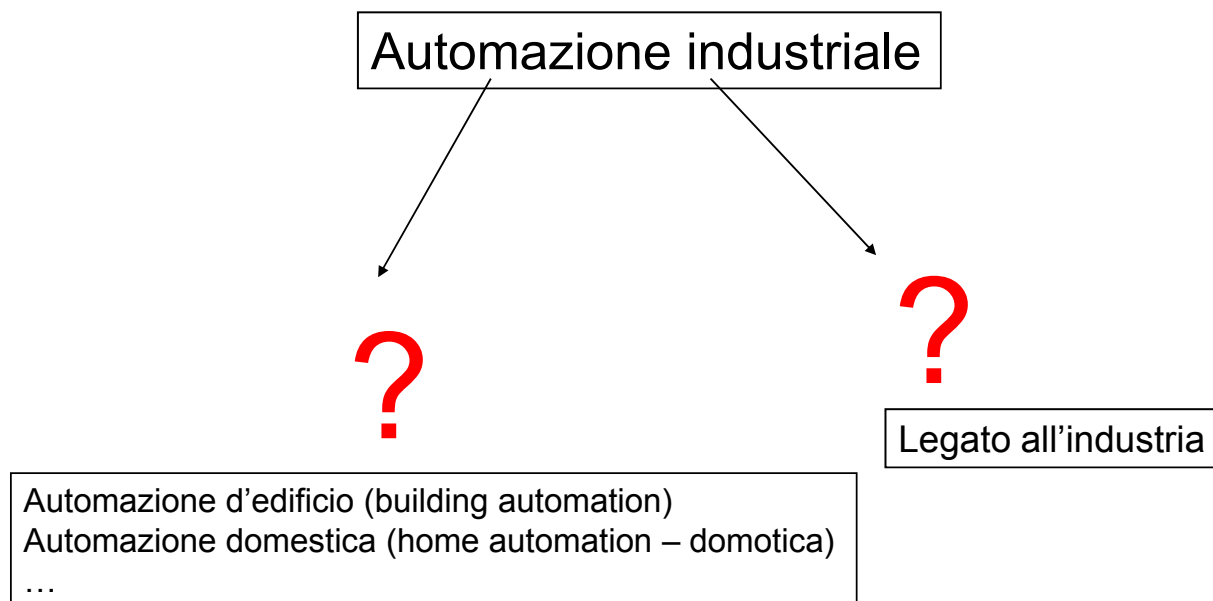 Automazione industriale
?
?
Legato all’industria
Automazione d’edificio (building automation)
Automazione domestica (home automation – domotica)
…